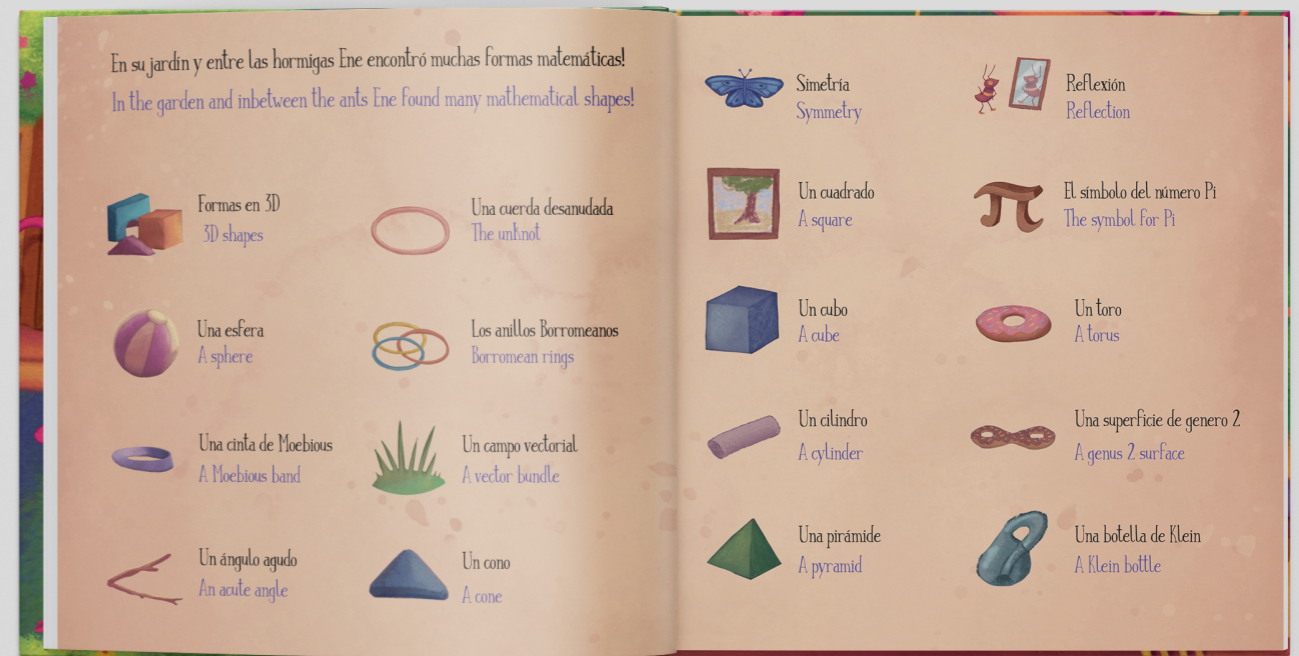 En su jardín y entre las hormigas Ene encontró muchas formas matemáticas!
In the garden and inbetween the ants Ene found many mathematical shapes!
Formas en 3D
3D shapes
Una cuerda desanudada
The unknot
Una esfera
A sphere
Los anillos Borromeanos
Borromean rings
Una cinta de Moebious
A Moebious band
Un campo vectorial
A vector bundle
Un ángulo agudo
An acute angle
Un cono
A cone
Simetría
Symmetry
Reflexión
Reflection
Un cuadrado
A square
El símbolo del número Pi
The symbol for Pi
Un cubo
A cube
Un toro
A torus
Un cilindro
A cylinder
Una superficie de genero 2
A genus 2 surface
Una pirámide
A pyramid
Una botella de Klein
A Klein bottle